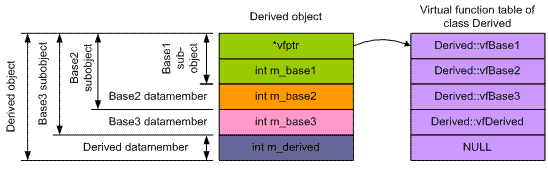 Derived object
Virtual function table of
class Derived
Derived object
Base3 subobject
Base2
subobject
Base1
sub-
object
*vfptr
int m_base1
Base2 datamember
int m_base2
Base3 datamember
int m_base3
Derived datamember
int m_derived
Derived::vfBase1
Derived::vfBase2
Derived::vfBase3
Derived::vfDerived
NULL